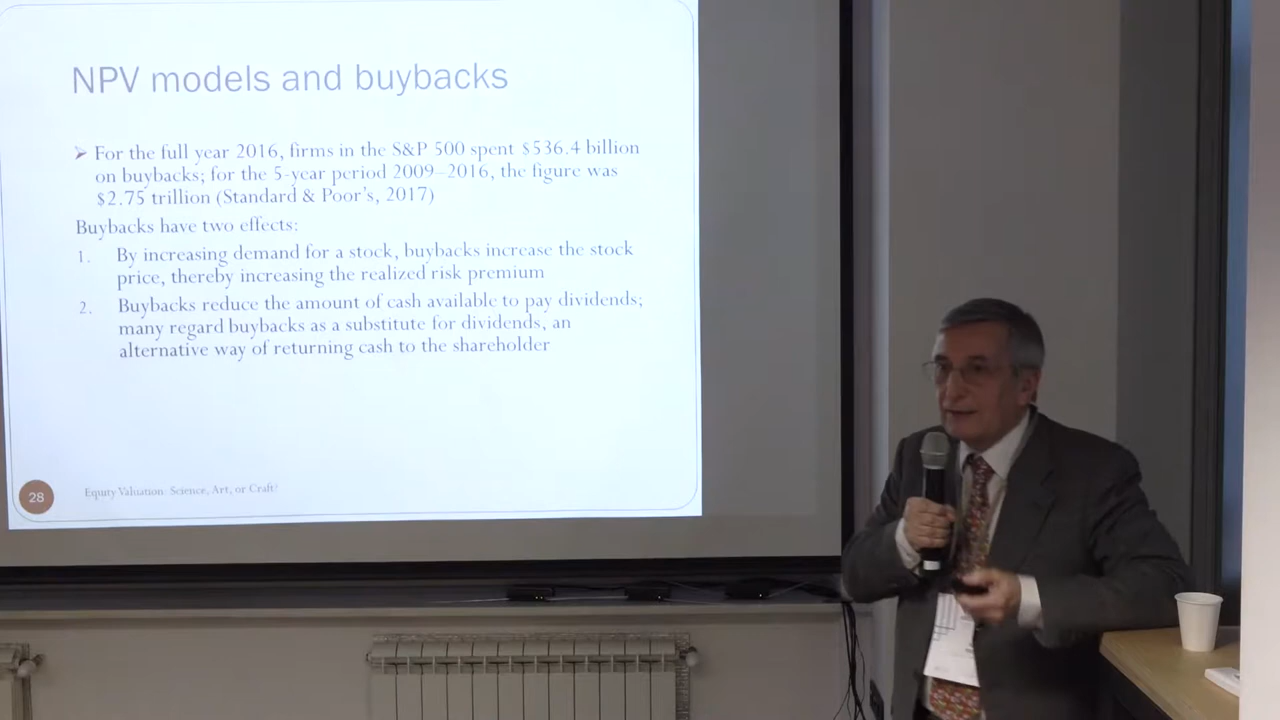 NPV models and buybacks
➤ For the full year 2016, firms in the S&P 500 spent $536.4 billion
on buybacks; for the 5-year period 2009–2016, the figure was
$2.75 trillion (Standard & Poor's, 2017)
Buybacks have two effects:
1. By increasing demand for a stock, buybacks increase the stock
price, thereby increasing the realized risk premium
2. Buybacks reduce the amount of cash available to pay dividends;
many regard buybacks as a substitute for dividends, an
alternative way of returning cash to the shareholder
28 Equity Valuation: Science, Art, or Craft?